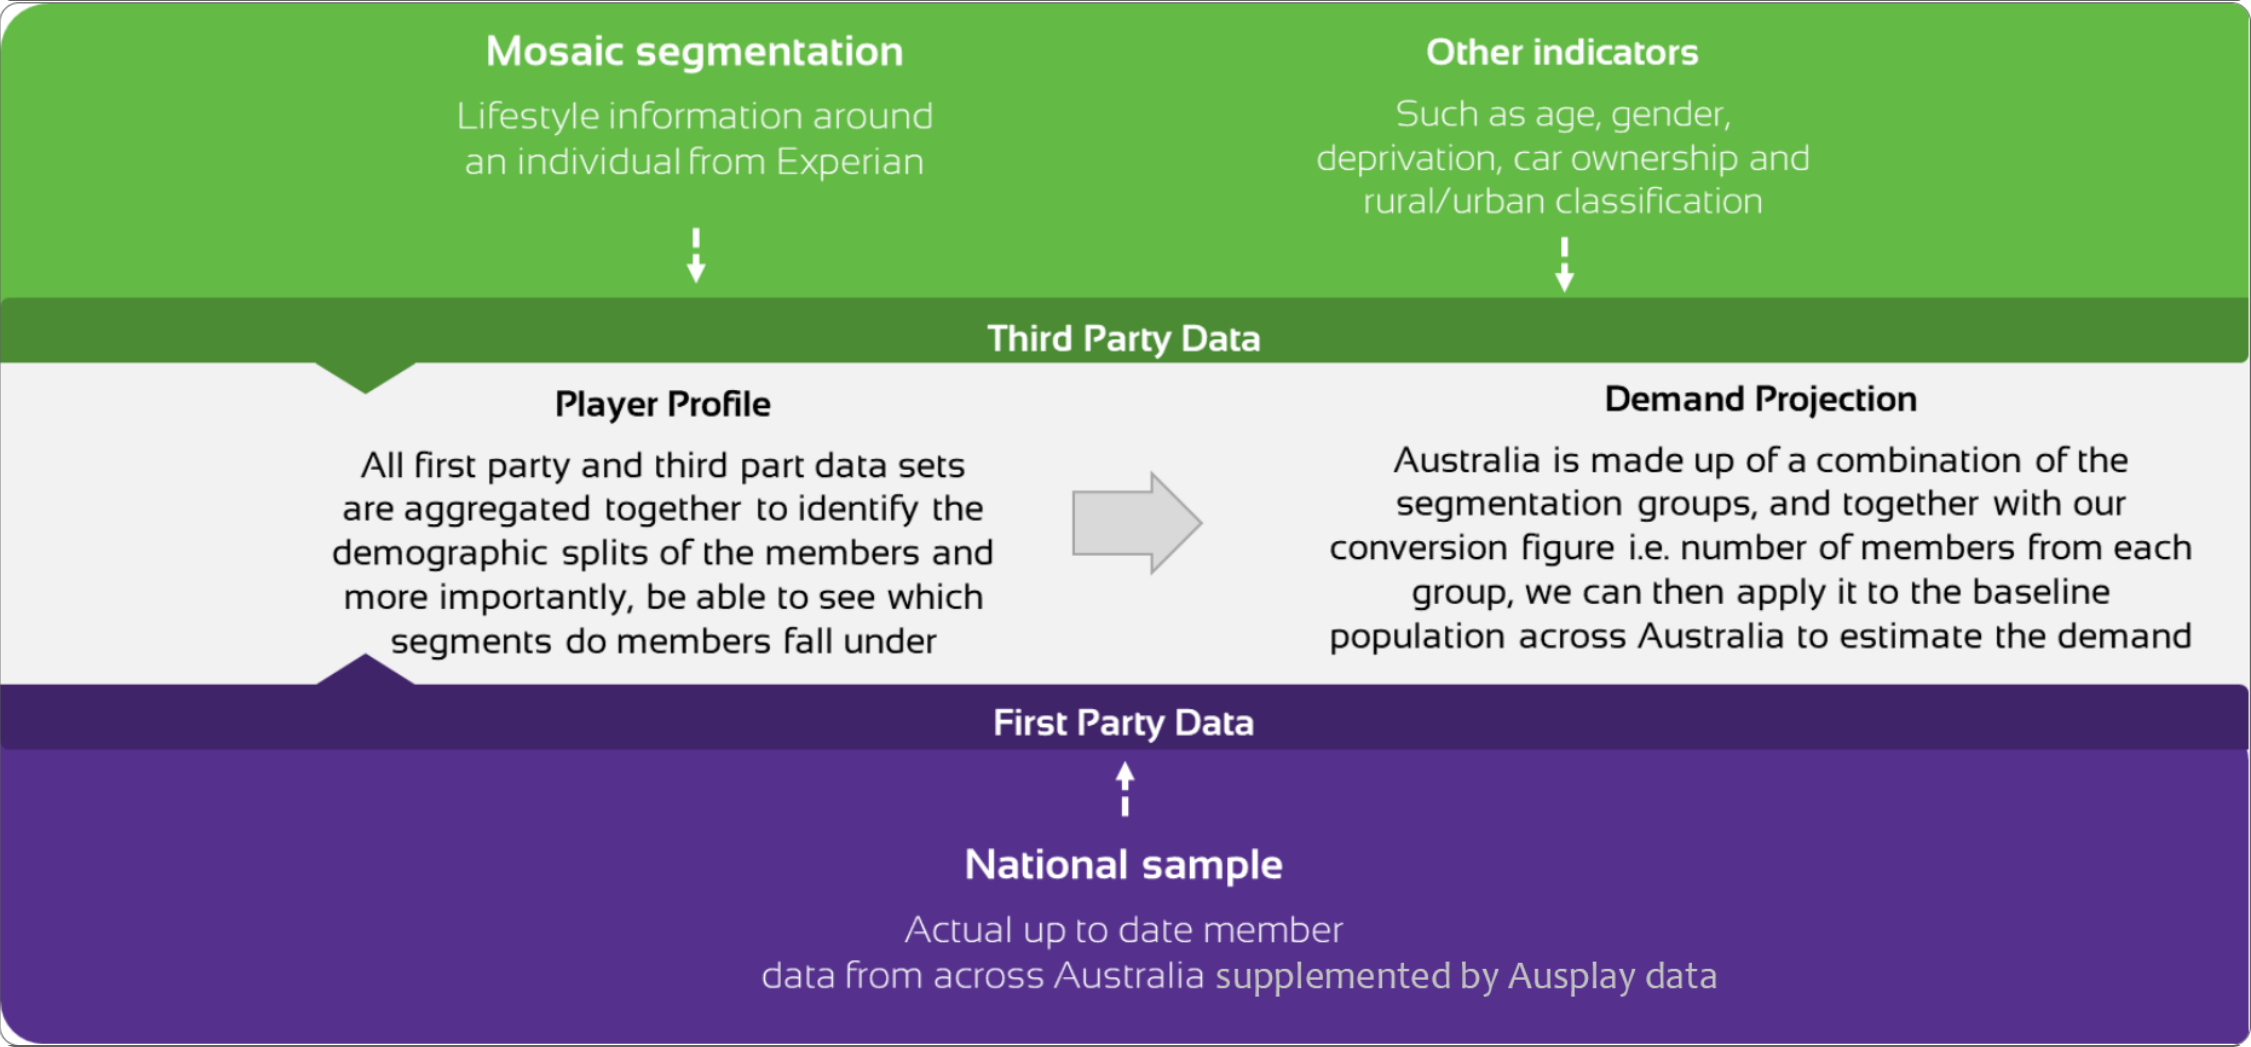 Mosaic segmentation
Lifestyle information around
an individual from Experian
Other indicators
Such as age, gender,
deprivation, car ownership and
rural/urban classification
Third Party Data
Player Profile
All first party and third part data sets
are aggregated together to identify the
demographic splits of the members and
more importantly, be able to see which
segments do members fall under
Demand Projection
Australia is made up of a combination of the
segmentation groups, and together with our
conversion figure i.e. number of members from each
group, we can then apply it to the baseline
population across Australia to estimate the demand
First Party Data
National sample
Actual up to date member
data from across Australia supplemented by Ausplay data